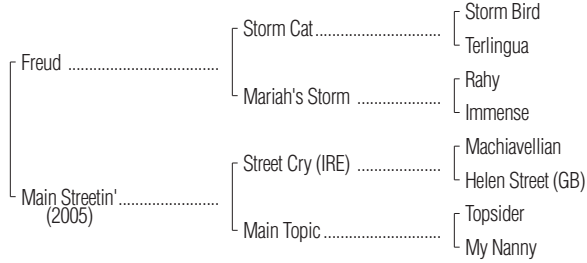 Storm Bird
Storm Cat........................
Terlingua
Freud ....................................
Rahy
Mariah's Storm ....................
Immense
Machiavellian
Street Cry (IRE) ....................
Helen Street (GB)
Main Streetin'........................
(2005)
Topsider
Main Topic............................
My Nanny